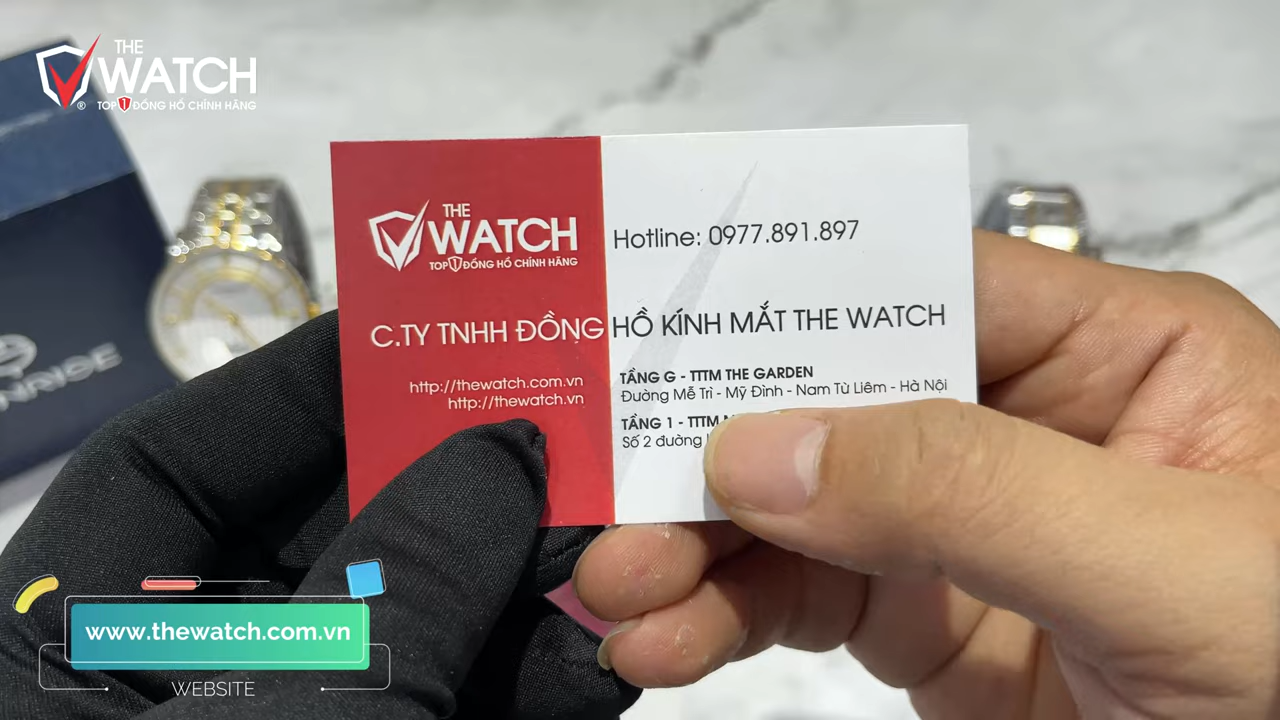 THE
WATCH
®
TOP 1 ĐỒNG HỒ CHÍNH HÃNG
THE
WATCH
TOP 1 ĐỒNG HỒ CHÍNH HÃNG
Hotline: 0977.891.897
C.TY TNHH ĐỒNG HỒ KÍNH MẮT THE WATCH
http://thewatch.com.vn
http://thewatch.vn
TẦNG G - TTTM THE GARDEN
Đường Mễ Trì - Mỹ Đình - Nam Từ Liêm - Hà Nội
TẦNG 1 - TTTM
Số 2 đường
www.thewatch.com.vn
WEBSITE